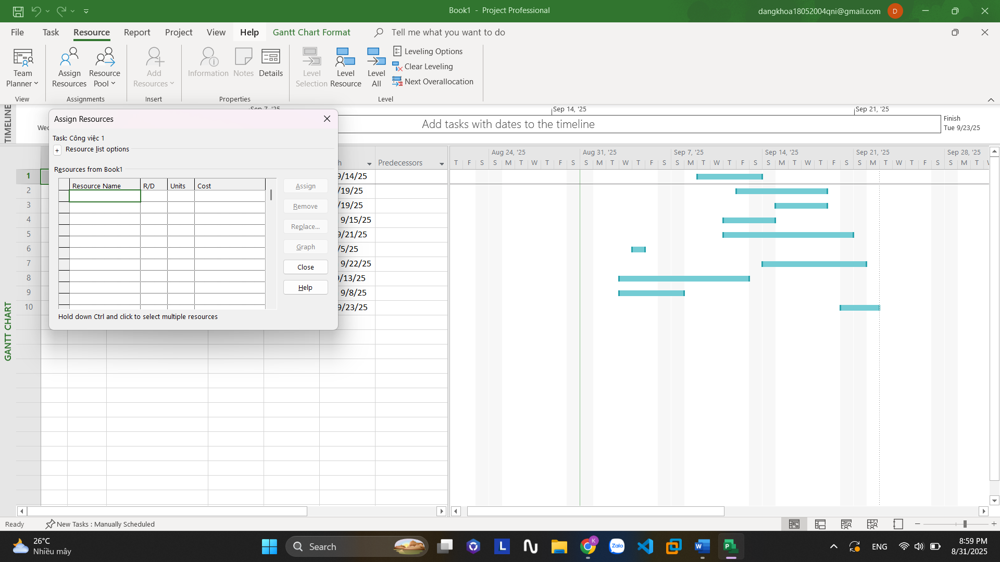 Book1 - Project Professional
dangkhoa18052004qni@gmail.com D
File Task Resource Report Project View Help Gantt Chart Format Tell me what you want to do
Team Planner
Assign Resources
Resource Pool
Add Resources
Information
Notes
Details
Level Selection
Level Resource
Level All
Leveling Options
Clear Leveling
Next Overallocation
View Assignments Insert Properties Level
TIMELINE
Sep 14, '25 Sep 21, '25
Add tasks with dates to the timeline
Finish
Tue 9/23/25
Assign Resources
Task: Công việc 1
+ Resource list options
Resources from Book1
Resource Name R/D Units Cost
Assign
Remove
Replace...
Graph
Close
Help
Hold down Ctrl and click to select multiple resources
Predecessors
Aug 24, '25 Aug 31, '25 Sep 7, '25 Sep 14, '25 Sep 21, '25 Sep 28, '25
T F S S M T W T F S S M T W T F S S M T W T F S S M T W T F S S M T W T F S S M T
1 9/14/25
2 /19/25
3 /19/25
4 9/15/25
5 9/21/25
6 /5/25
7 9/22/25
8 /13/25
9 9/8/25
10 9/23/25
GANTT CHART
Ready New Tasks : Manually Scheduled
26°C
Nhiều mây
Search
L
K
Zalo
W
P
ENG
8:59 PM
8/31/2025